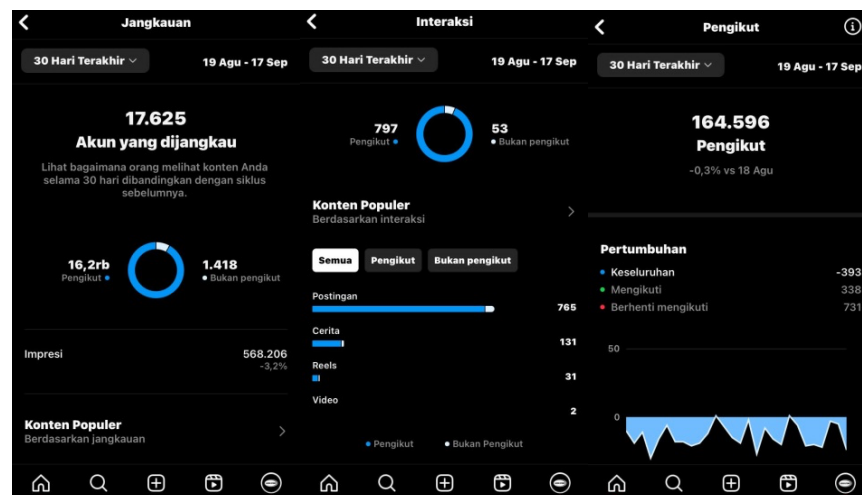 Jangkauan
30 Hari Terakhir
19 Agu - 17 Sep
17.625
Akun yang dijangkau
Lihat bagaimana orang melihat konten Anda
selama 30 hari dibandingkan dengan siklus
sebelumnya.
16,2rb
Pengikut
1.418
Bukan pengikut
Impresi
568.206
-3,2%
Konten Populer
Berdasarkan jangkauan
Interaksi
30 Hari Terakhir
19 Agu - 17 Sep
797
Pengikut
53
Bukan pengikut
Konten Populer
Berdasarkan interaksi
Semua
Pengikut
Bukan pengikut
Postingan
765
Cerita
131
Reels
31
Video
2
Pengikut
Bukan Pengikut
Pengikut
30 Hari Terakhir
19 Agu - 17 Sep
164.596
Pengikut
-0,3% vs 18 Agu
Pertumbuhan
Keseluruhan
-393
Mengikuti
338
Berhenti mengikuti
731
50
0